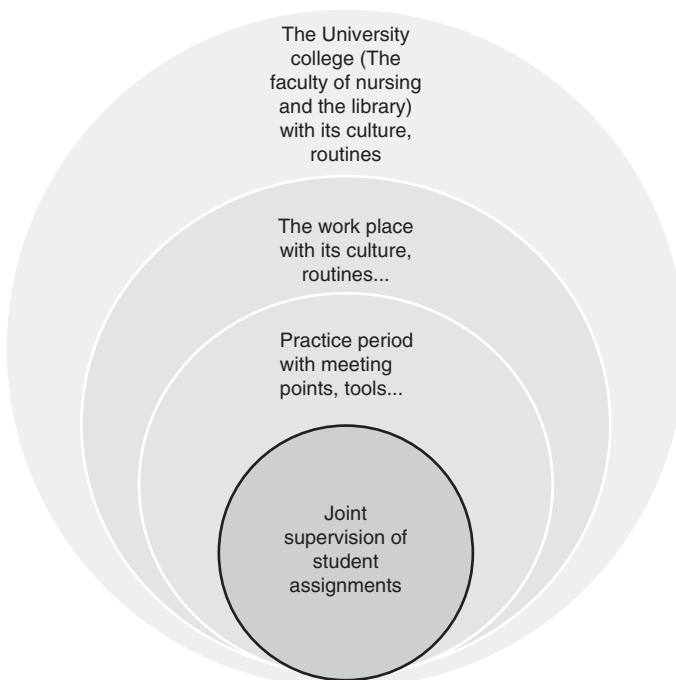 The University
college (The
faculty of nursing
and the library)
with its culture,
routines
The work place
with its culture,
routines...
Practice period
with meeting
points, tools...
Joint
supervision of
student
assignments